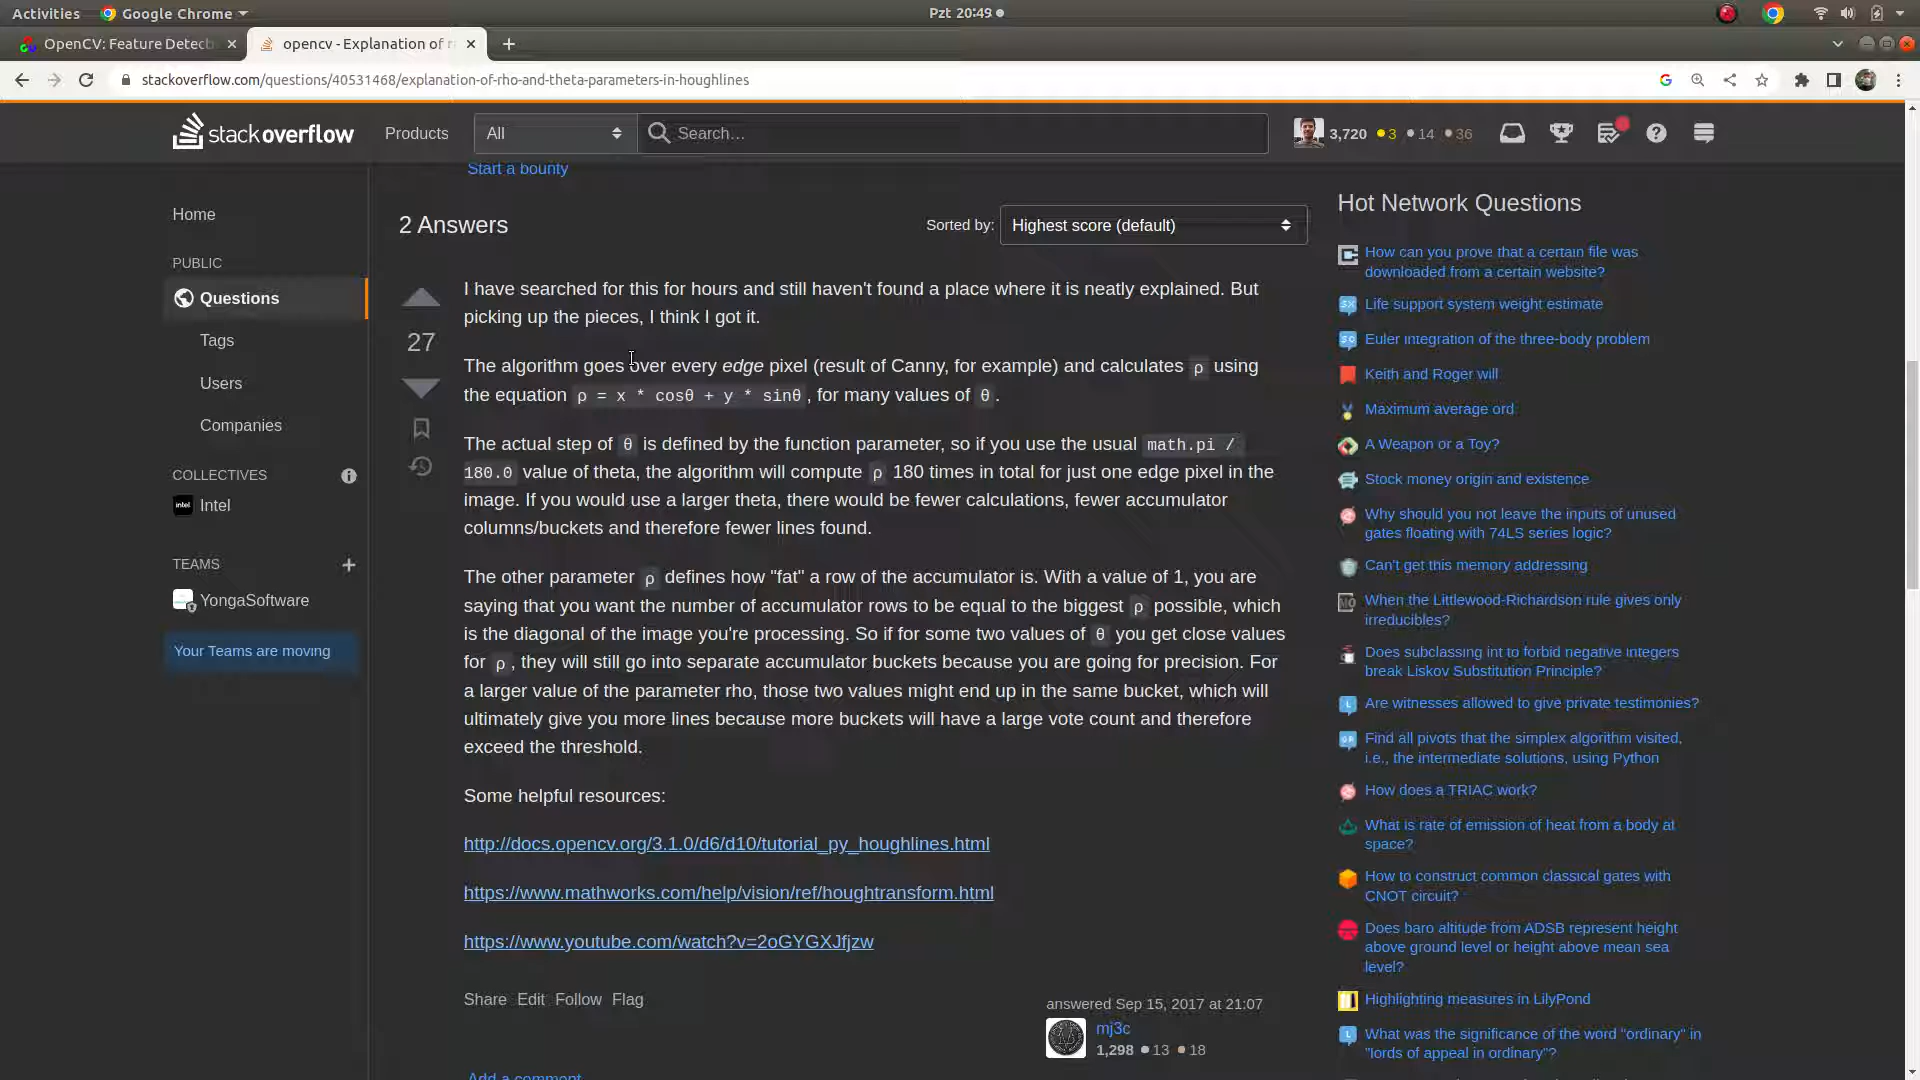 Activities
Google Chrome
Pzt 20:49
OpenCV: Feature Detect
opencv - Explanation of r
stackoverflow.com/questions/40531468/explanation-of-rho-and-theta-parameters-in-houghlines
stackoverflow
Products
All
Search…
3,720 3 14 36
Start a bounty
Home
PUBLIC
Questions
Tags
Users
Companies
COLLECTIVES
intel Intel
TEAMS
YongaSoftware
Your Teams are moving
2 Answers
Sorted by:
Highest score (default)
27
I have searched for this for hours and still haven't found a place where it is neatly explained. But
picking up the pieces, I think I got it.
The algorithm goes over every edge pixel (result of Canny, for example) and calculates ρ using
the equation ρ = x * cosθ + y * sinθ , for many values of θ .
The actual step of θ is defined by the function parameter, so if you use the usual math.pi /
180.0 value of theta, the algorithm will compute ρ 180 times in total for just one edge pixel in the
image. If you would use a larger theta, there would be fewer calculations, fewer accumulator
columns/buckets and therefore fewer lines found.
The other parameter ρ defines how "fat" a row of the accumulator is. With a value of 1, you are
saying that you want the number of accumulator rows to be equal to the biggest ρ possible, which
is the diagonal of the image you're processing. So if for some two values of θ you get close values
for ρ , they will still go into separate accumulator buckets because you are going for precision. For
a larger value of the parameter rho, those two values might end up in the same bucket, which will
ultimately give you more lines because more buckets will have a large vote count and therefore
exceed the threshold.
Some helpful resources:
http://docs.opencv.org/3.1.0/d6/d10/tutorial_py_houghlines.html
https://www.mathworks.com/help/vision/ref/houghtransform.html
https://www.youtube.com/watch?v=2oGYGXJfjzw
Share Edit Follow Flag
answered Sep 15, 2017 at 21:07
mj3c
1,298 13 18
Add a comment
Hot Network Questions
How can you prove that a certain file was
downloaded from a certain website?
Life support system weight estimate
Euler integration of the three-body problem
Keith and Roger will
Maximum average ord
A Weapon or a Toy?
Stock money origin and existence
Why should you not leave the inputs of unused
gates floating with 74LS series logic?
Can't get this memory addressing
When the Littlewood-Richardson rule gives only
irreducibles?
Does subclassing int to forbid negative integers
break Liskov Substitution Principle?
Are witnesses allowed to give private testimonies?
Find all pivots that the simplex algorithm visited,
i.e., the intermediate solutions, using Python
How does a TRIAC work?
What is rate of emission of heat from a body at
space?
How to construct common classical gates with
CNOT circuit?
Does baro altitude from ADSB represent height
above ground level or height above mean sea
level?
Highlighting measures in LilyPond
What was the significance of the word "ordinary" in
"lords of appeal in ordinary"?